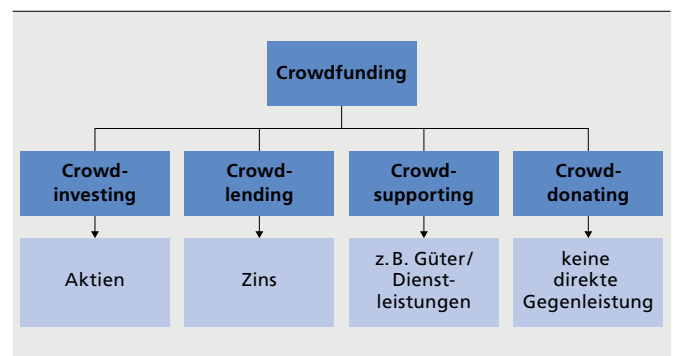 Crowdfunding
Crowd-
investing
Crowd-
lending
Crowd-
supporting
Crowd-
donating
Aktien
Zins
z. B. Güter/
Dienst-
leistungen
keine
direkte
Gegenleistung